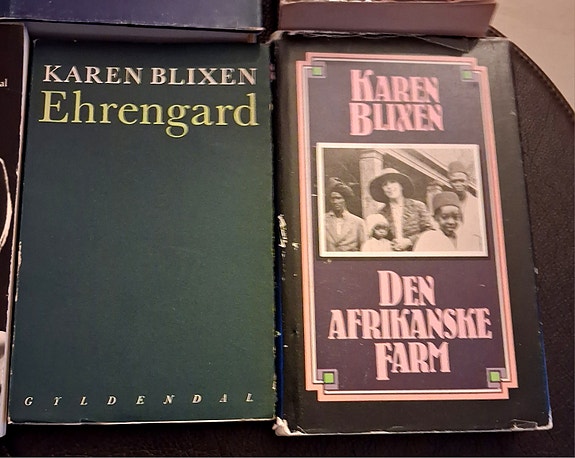 KAREN BLIXEN
Ehrengard
GYLDENDAL
KAREN
BLIXEN
DEN
AFRIKANSKE
FARM